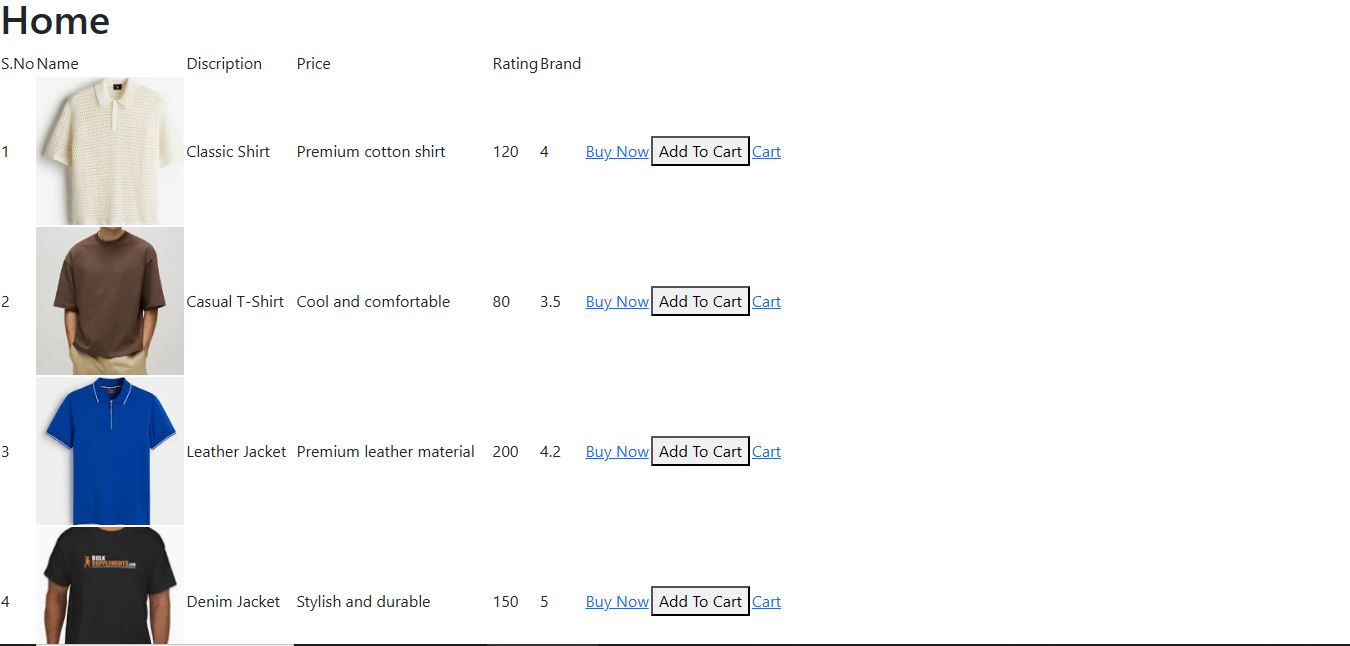 Home
S.No Name Discription Price Rating Brand
1 Classic Shirt Premium cotton shirt 120 4 Buy Now Add To Cart Cart
2 Casual T-Shirt Cool and comfortable 80 3.5 Buy Now Add To Cart Cart
3 Leather Jacket Premium leather material 200 4.2 Buy Now Add To Cart Cart
BULK
SUPPLEMENTS.com
4 Denim Jacket Stylish and durable 150 5 Buy Now Add To Cart Cart